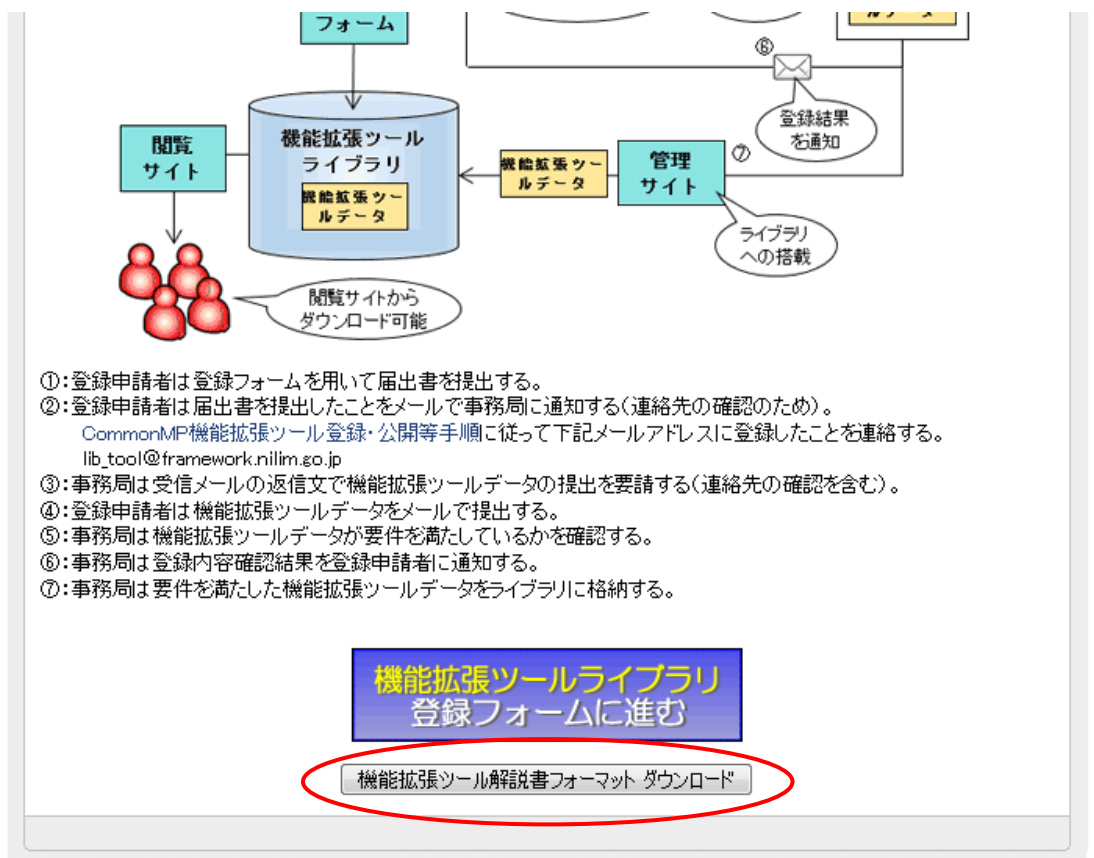 フォーム
ルデータ
⑥
登録結果
を通知
閲覧
サイト
機能拡張ツール
ライブラリ
機能拡張ツー
ルデータ
機能拡張ツー
ルデータ
管理
サイト
⑦
ライブラリ
への搭載
閲覧サイトから
ダウンロード可能
①：登録申請者は登録フォームを用いて届出書を提出する。
②：登録申請者は届出書を提出したことをメールで事務局に通知する（連絡先の確認のため）。
CommonMP機能拡張ツール登録・公開等手順に従って下記メールアドレスに登録したことを連絡する。
lib_tool@framework.nilim.go.jp
③：事務局は受信メールの返信文で機能拡張ツールデータの提出を要請する（連絡先の確認を含む）。
④：登録申請者は機能拡張ツールデータをメールで提出する。
⑤：事務局は機能拡張ツールデータが要件を満たしているかを確認する。
⑥：事務局は登録内容確認結果を登録申請者に通知する。
⑦：事務局は要件を満たした機能拡張ツールデータをライブラリに格納する。
機能拡張ツールライブラリ
登録フォームに進む
機能拡張ツール解説書フォーマット ダウンロード